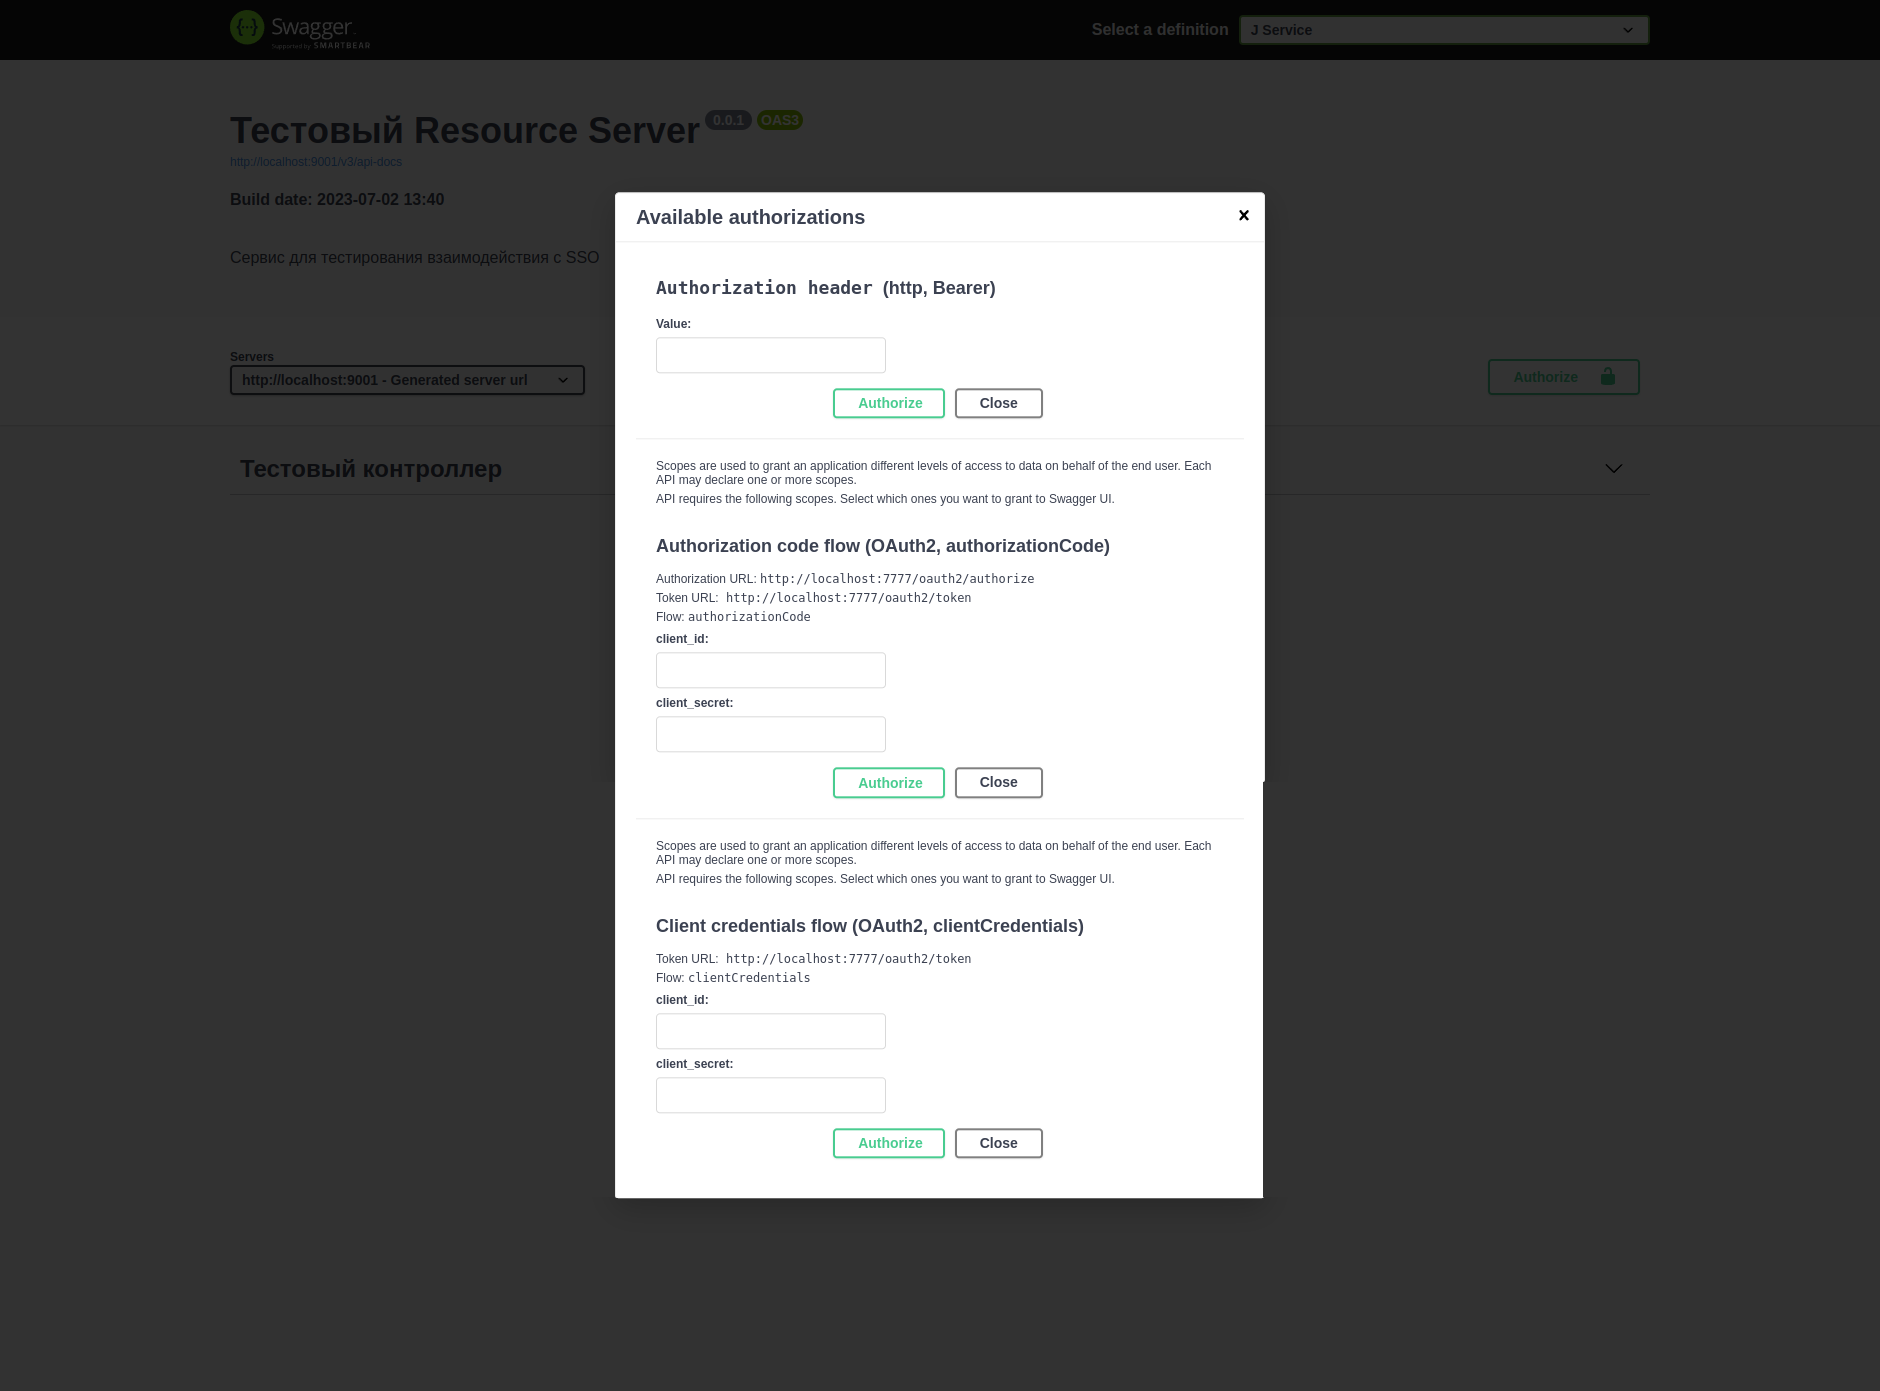 Swagger.
Supported by SMARTBEAR
Select a definition
J Service
Тестовый Resource Server 0.0.1 OAS3
http://localhost:9001/v3/api-docs
Build date: 2023-07-02 13:40
Сервис для тестирования взаимодействия с SSO
Servers
http://localhost:9001 - Generated server url
Authorize
Тестовый контроллер
Available authorizations
Authorization header (http, Bearer)
Value:
Authorize Close
Scopes are used to grant an application different levels of access to data on behalf of the end user. Each
API may declare one or more scopes.
API requires the following scopes. Select which ones you want to grant to Swagger UI.
Authorization code flow (OAuth2, authorizationCode)
Authorization URL: http://localhost:7777/oauth2/authorize
Token URL: http://localhost:7777/oauth2/token
Flow: authorizationCode
client_id:
client_secret:
Authorize Close
Scopes are used to grant an application different levels of access to data on behalf of the end user. Each
API may declare one or more scopes.
API requires the following scopes. Select which ones you want to grant to Swagger UI.
Client credentials flow (OAuth2, clientCredentials)
Token URL: http://localhost:7777/oauth2/token
Flow: clientCredentials
client_id:
client_secret:
Authorize Close